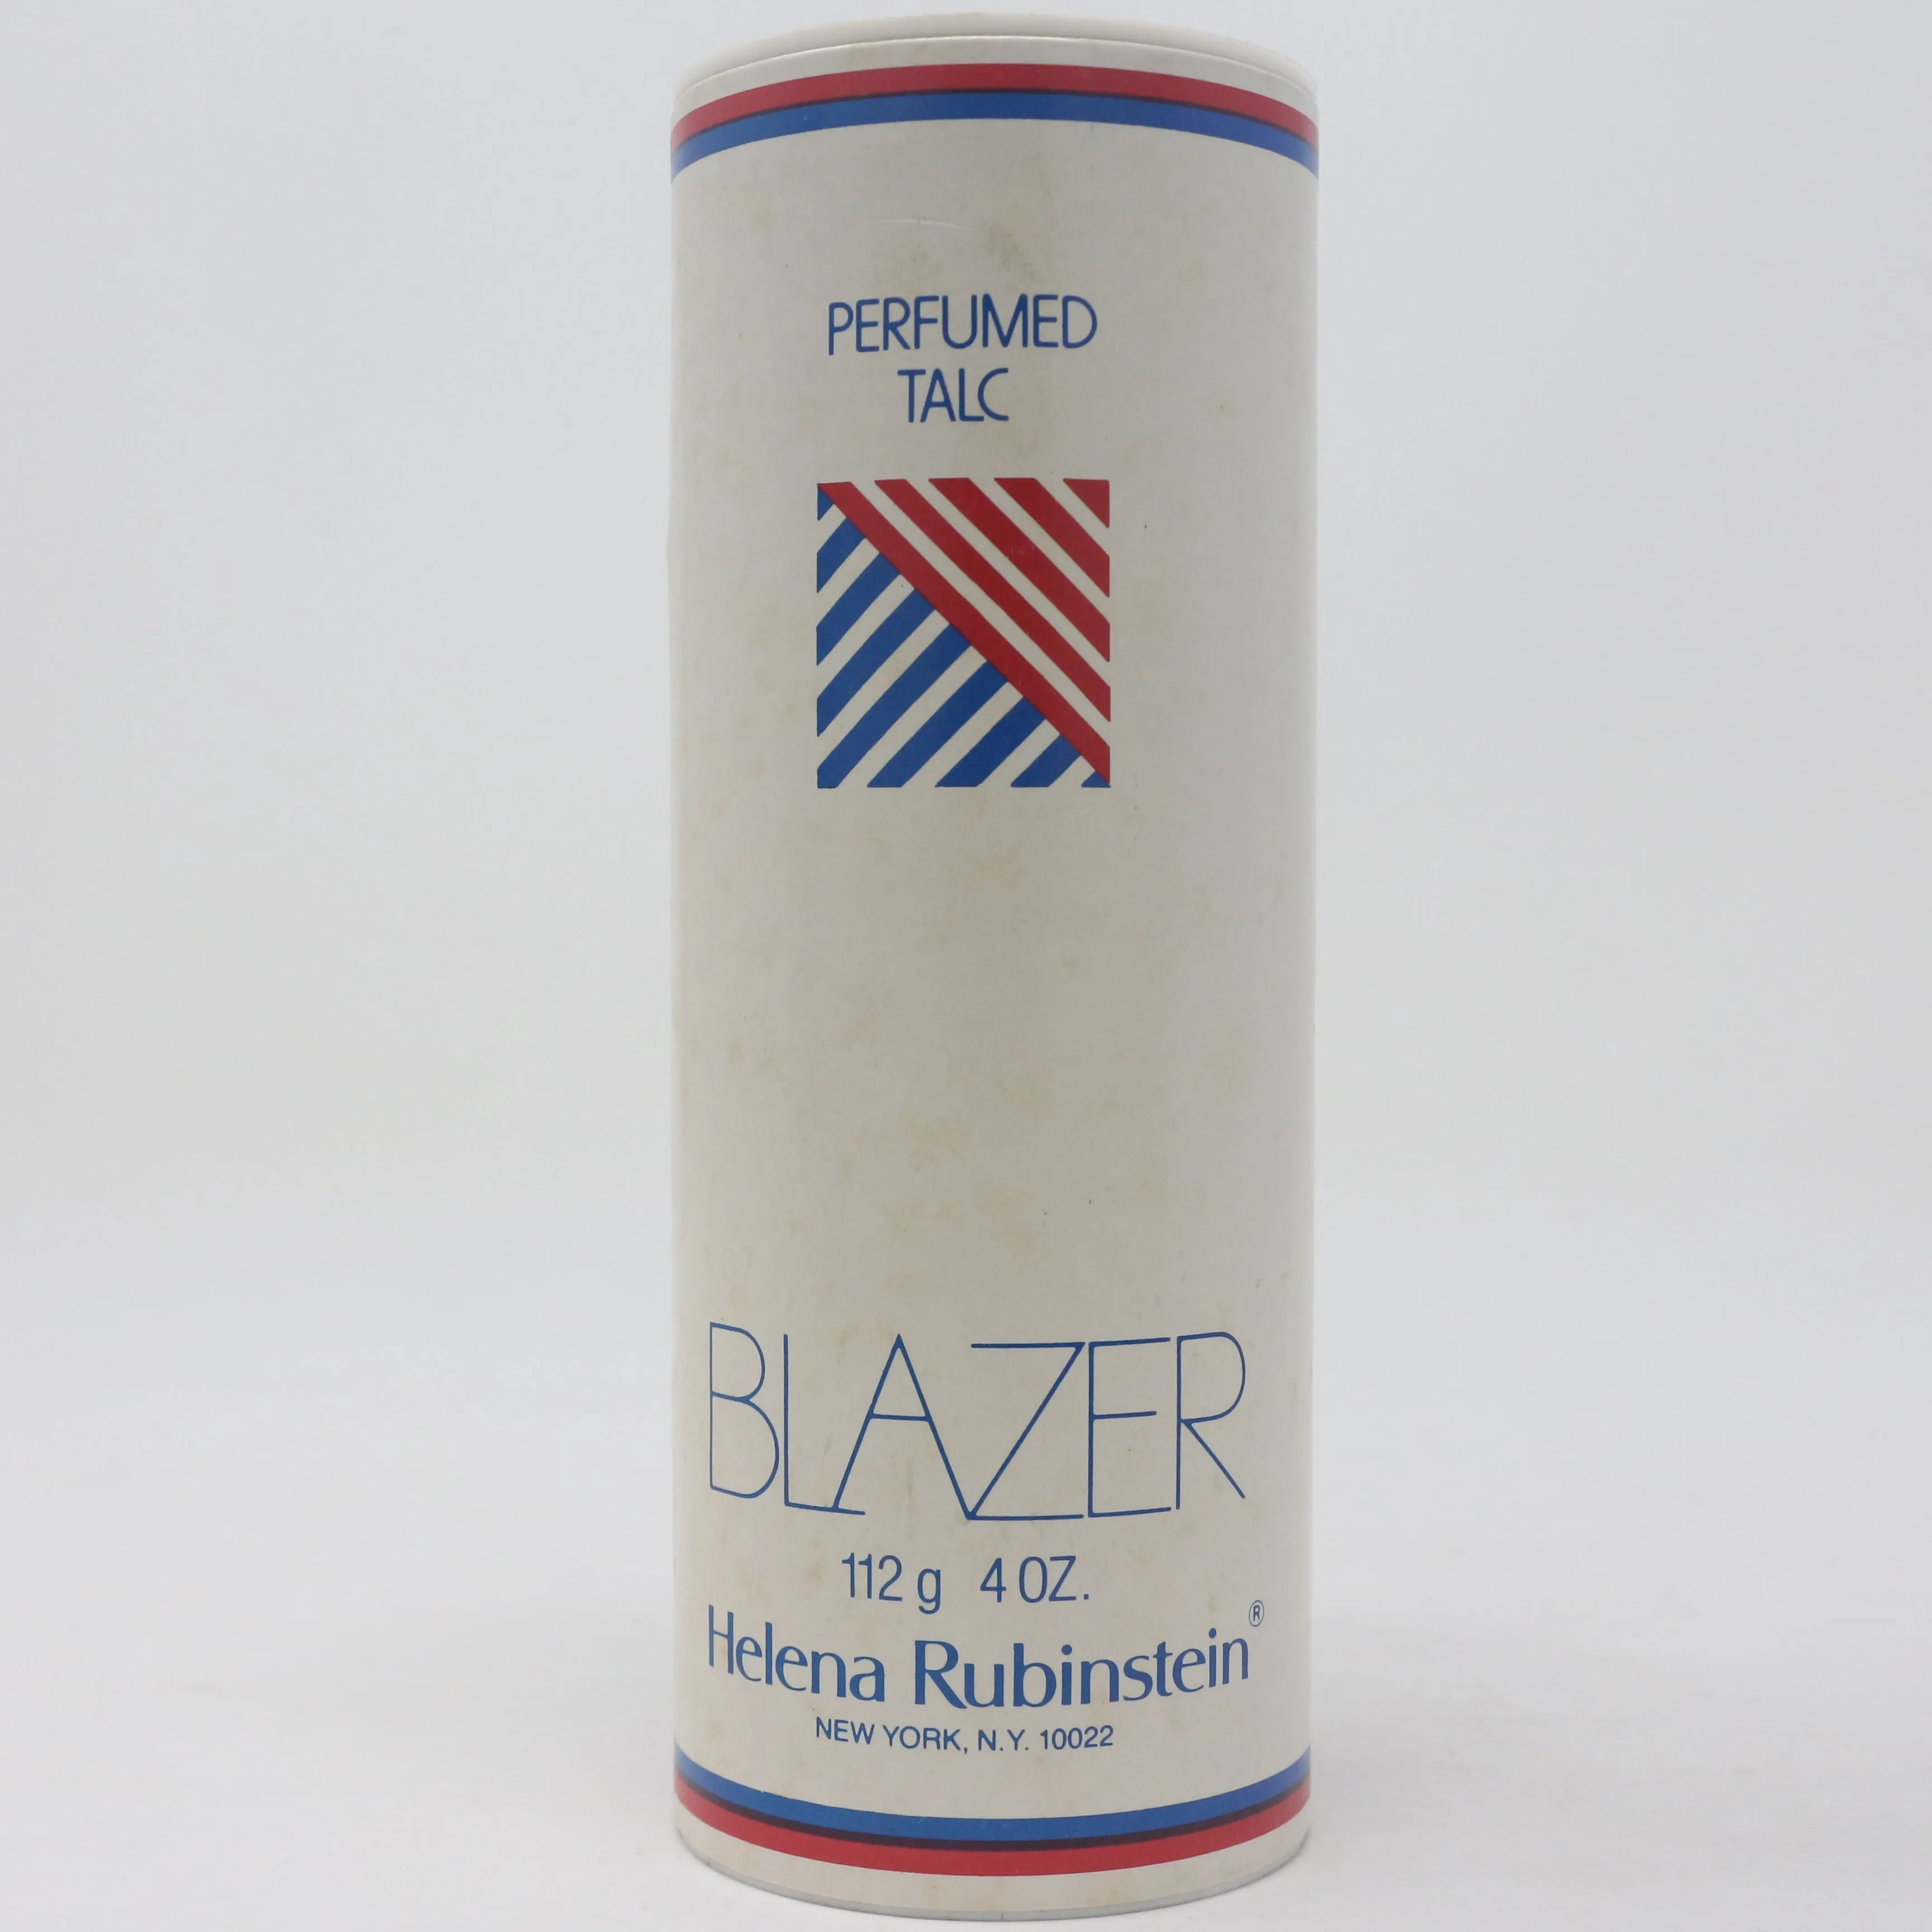 PERFUMED
TALC
BLAZER
112 g 4 OZ.
Helena Rubinstein®
NEW YORK, N.Y. 10022